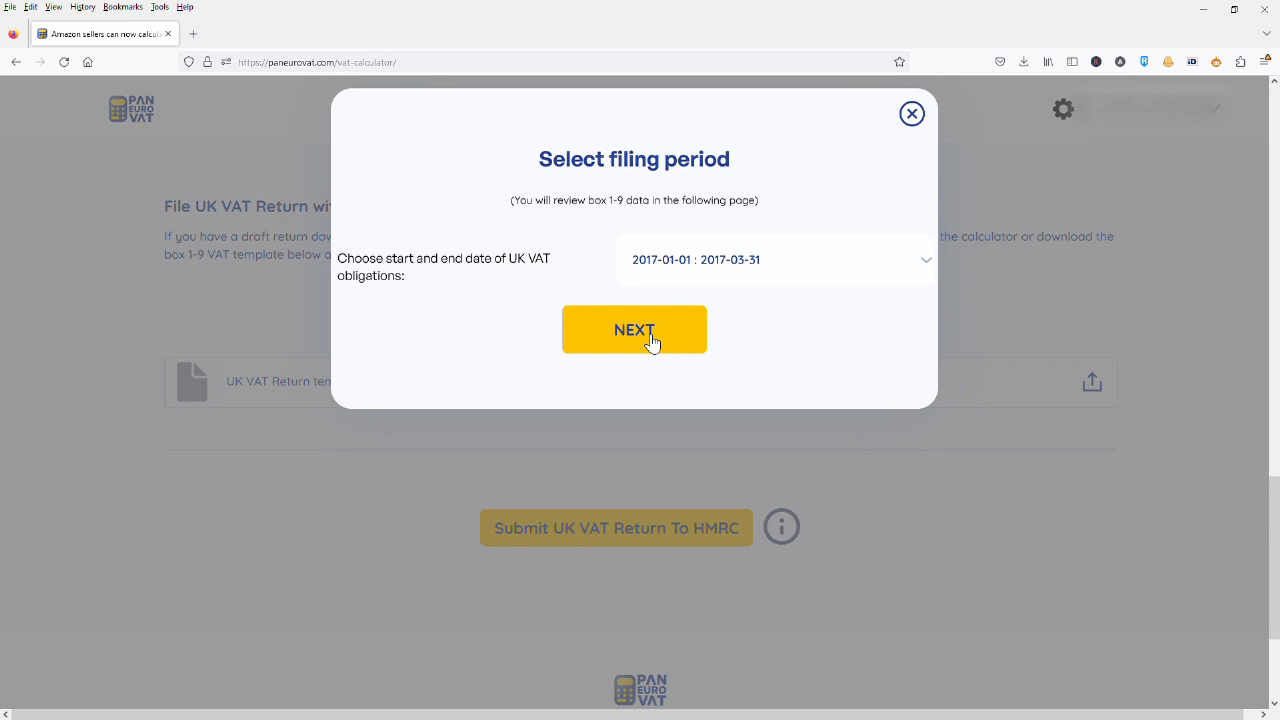 File Edit View History Bookmarks Tools Help
Amazon sellers can now calcula
https://paneurovat.com/vat-calculator/
PAN
EURO
VAT
Select filing period
(You will review box 1-9 data in the following page)
Choose start and end date of UK VAT
obligations:
2017-01-01 : 2017-03-31
NEXT
File UK VAT Return wi
If you have a draft return dow
the calculator or download the
box 1-9 VAT template below a
UK VAT Return tem
Submit UK VAT Return To HMRC
PAN
EURO
VAT